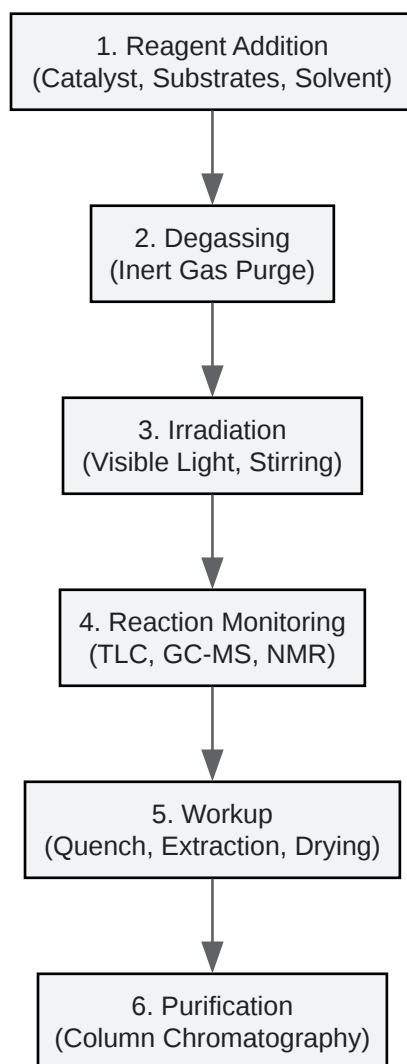 1. Reagent Addition
(Catalyst, Substrates, Solvent)
2. Degassing
(Inert Gas Purge)
3. Irradiation
(Visible Light, Stirring)
4. Reaction Monitoring
(TLC, GC-MS, NMR)
5. Workup
(Quench, Extraction, Drying)
6. Purification
(Column Chromatography)